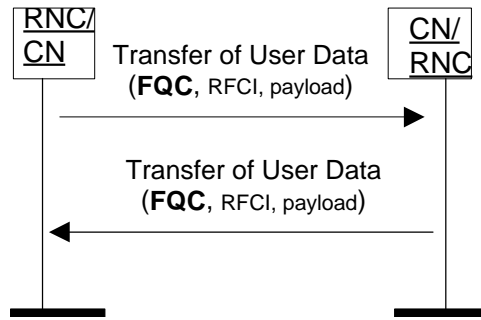 RNC/
CN
CN/
RNC
Transfer of User Data
(FQC, RFCI, payload)
Transfer of User Data
(FQC, RFCI, payload)